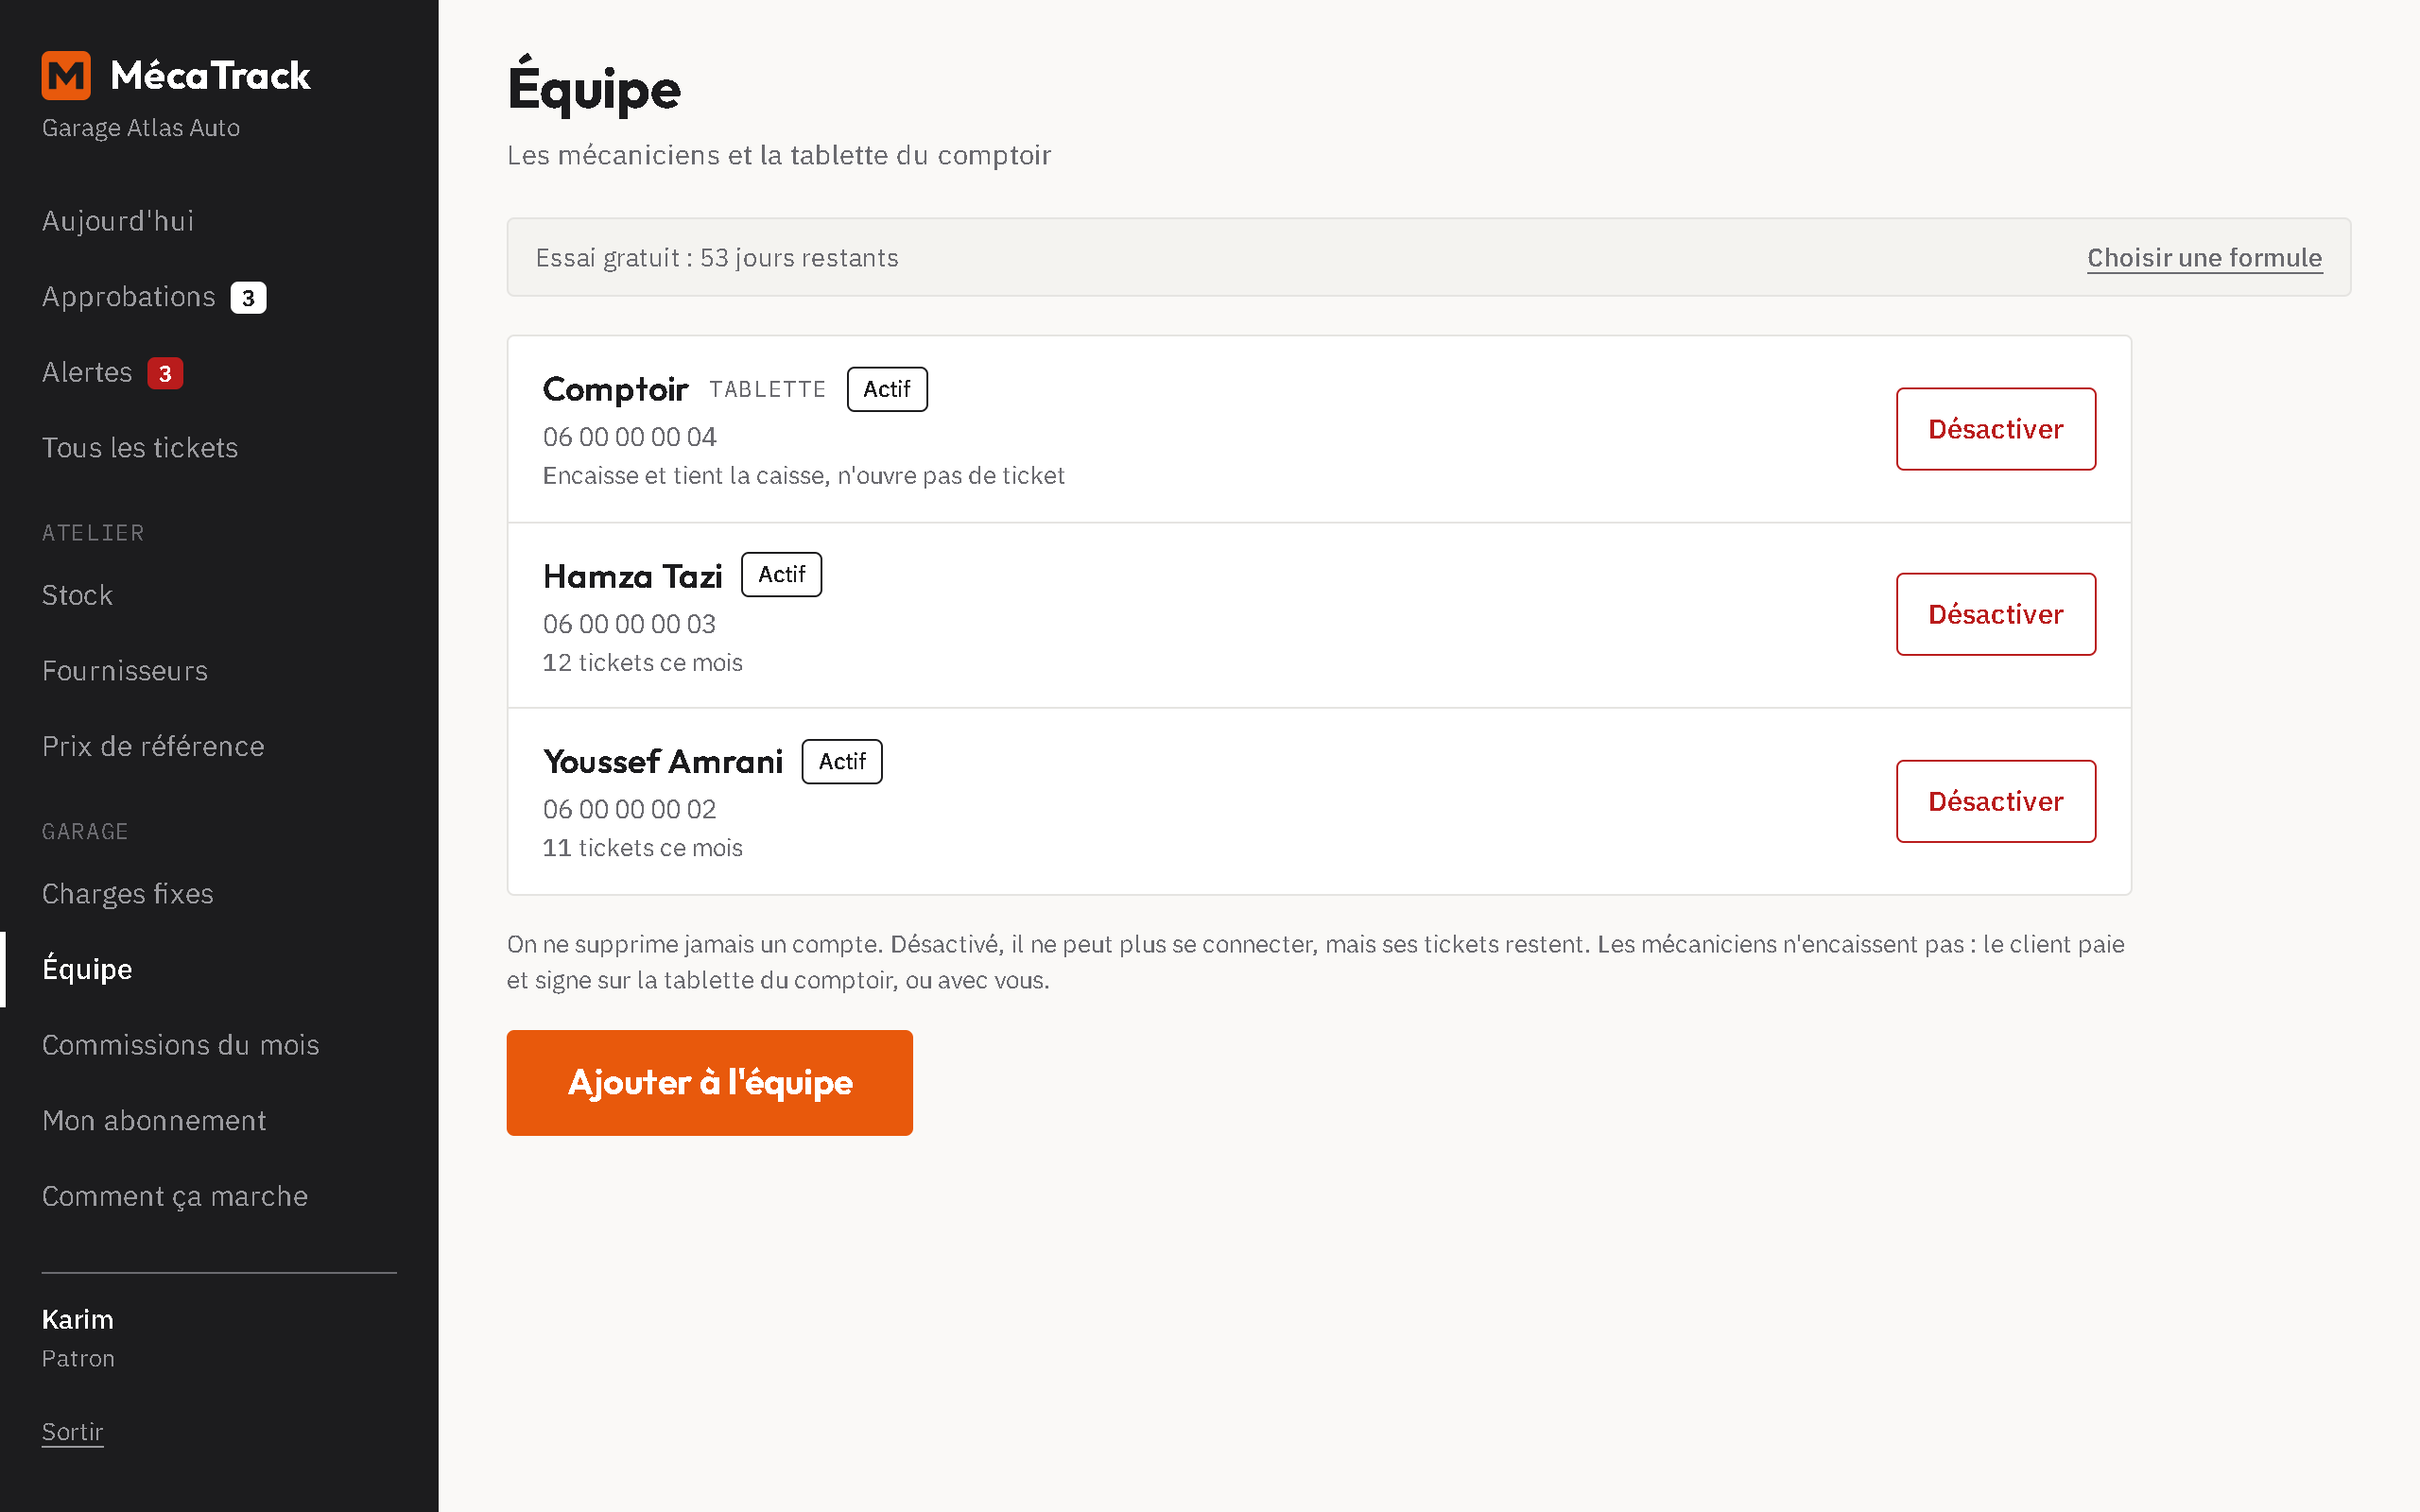 M MécaTrack
Garage Atlas Auto
Aujourd'hui
Approbations 3
Alertes 3
Tous les tickets
ATELIER
Stock
Fournisseurs
Prix de référence
GARAGE
Charges fixes
Équipe
Commissions du mois
Mon abonnement
Comment ça marche
Karim
Patron
Sortir
Équipe
Les mécaniciens et la tablette du comptoir
Essai gratuit : 53 jours restants
Choisir une formule
Comptoir TABLETTE Actif
06 00 00 00 04
Encaisse et tient la caisse, n'ouvre pas de ticket
Désactiver
Hamza Tazi Actif
06 00 00 00 03
12 tickets ce mois
Désactiver
Youssef Amrani Actif
06 00 00 00 02
11 tickets ce mois
Désactiver
On ne supprime jamais un compte. Désactivé, il ne peut plus se connecter, mais ses tickets restent. Les mécaniciens n'encaissent pas : le client paie
et signe sur la tablette du comptoir, ou avec vous.
Ajouter à l'équipe